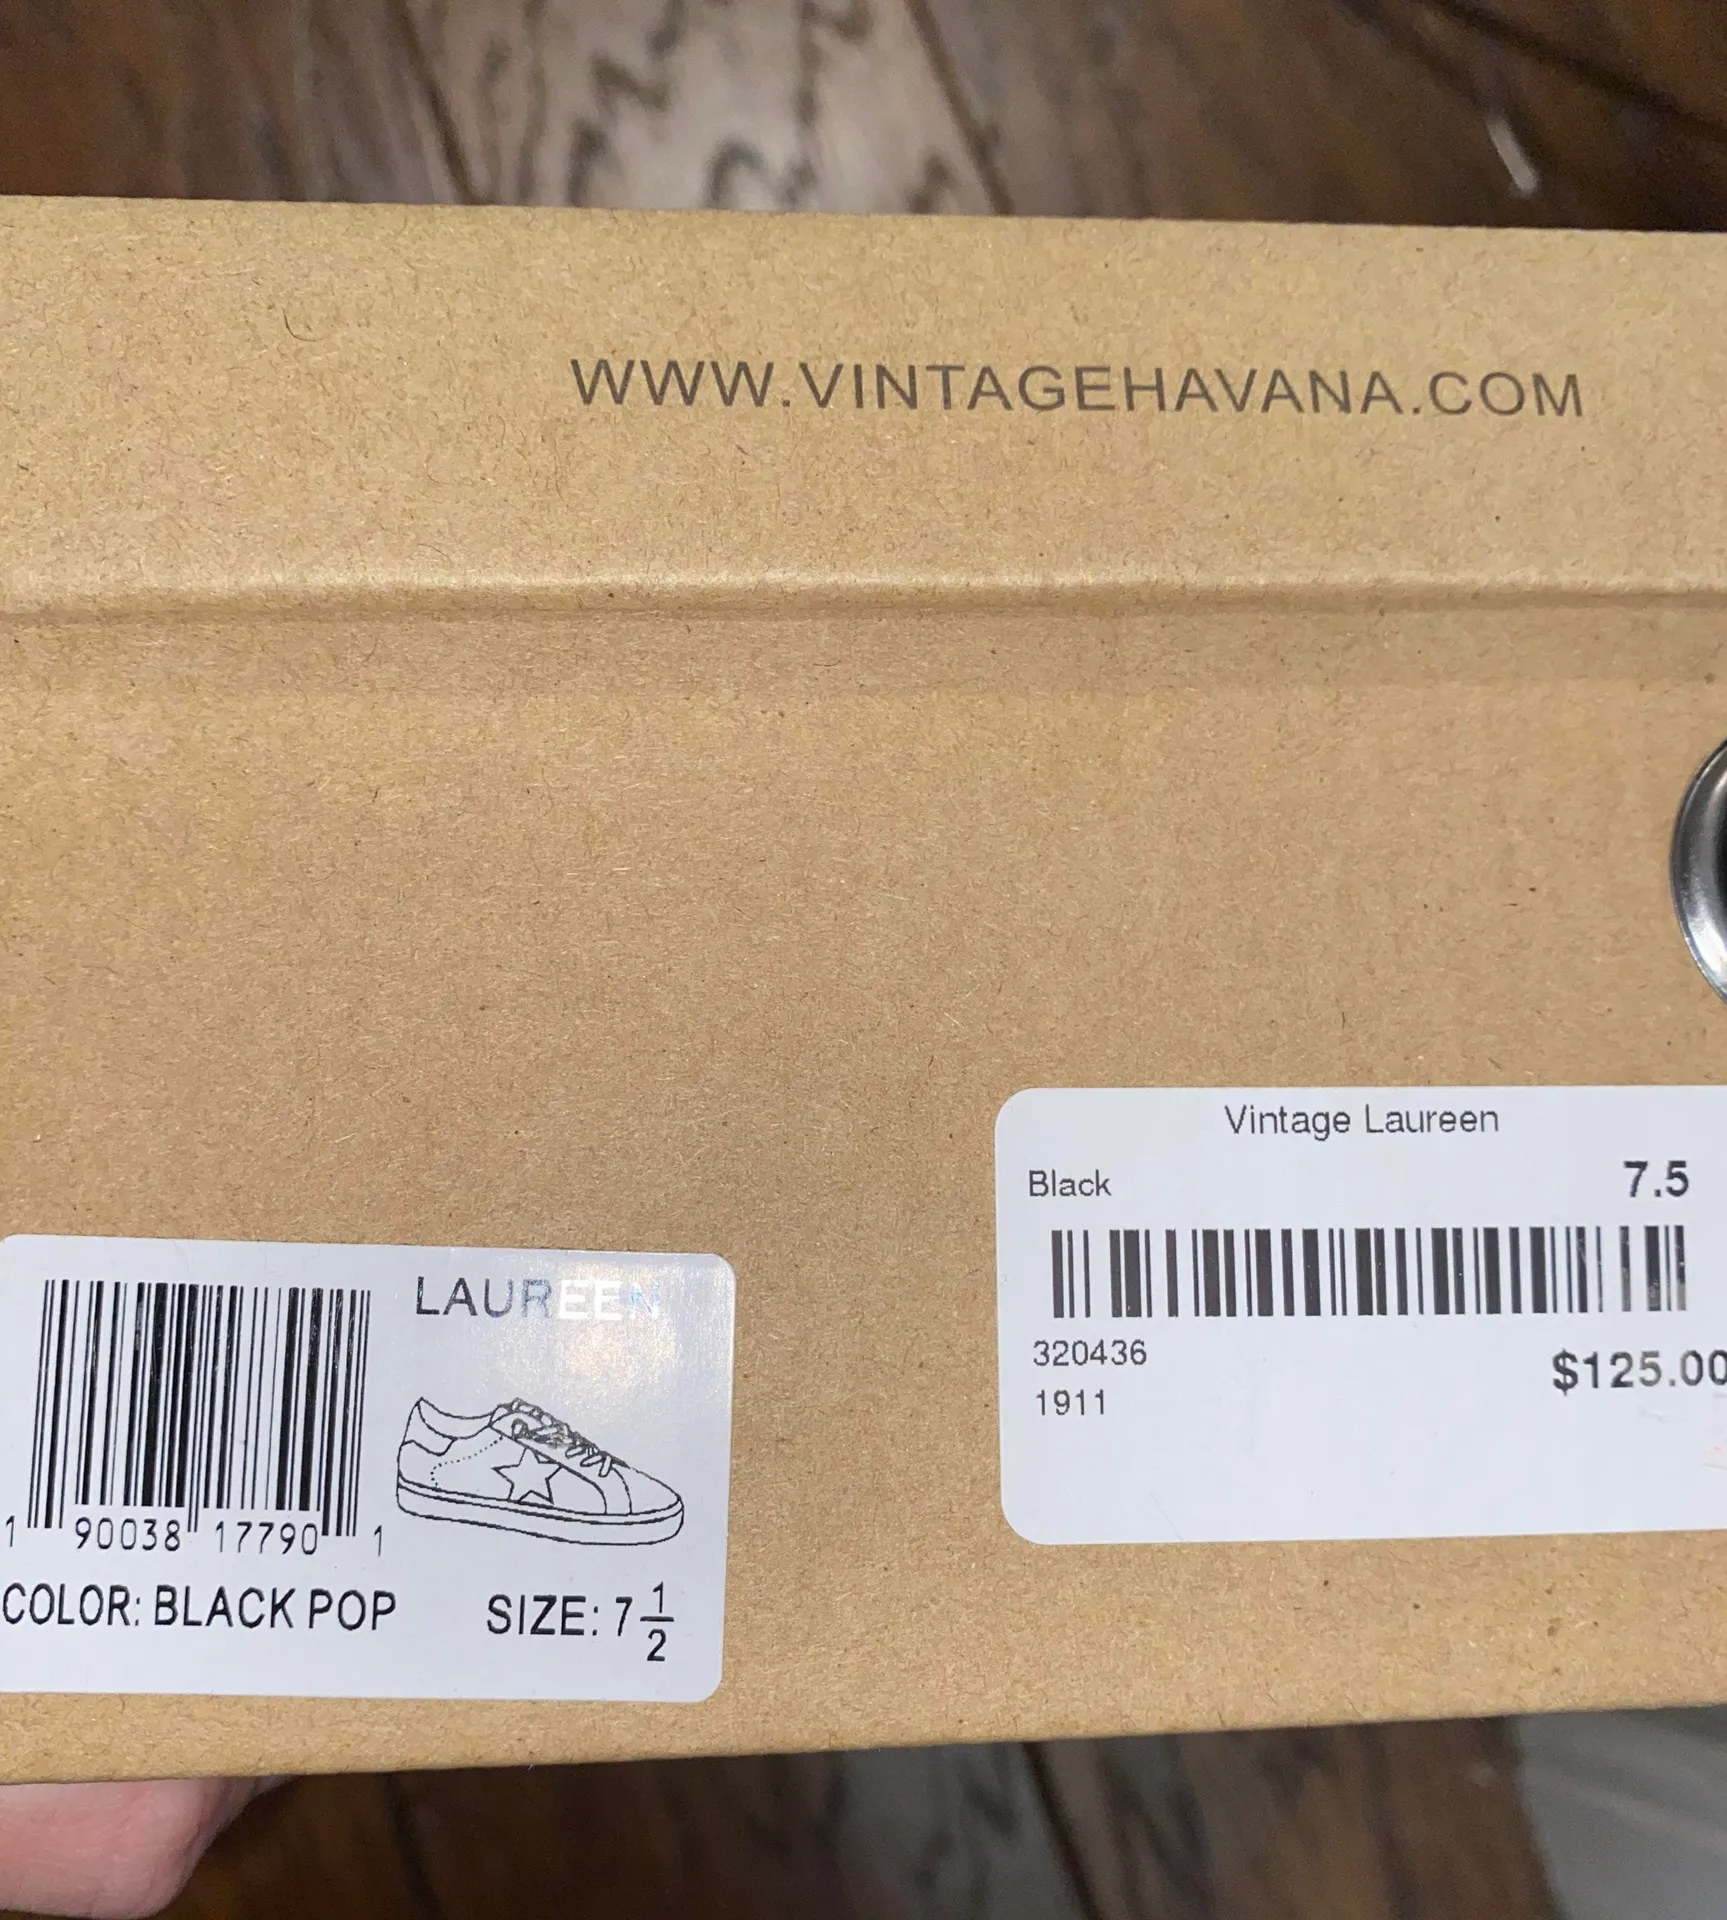 WWW.VINTAGEHAVANA.COM
Vintage Laureen
Black 7.5
320436 $125.00
1911
LAUREEN
1 90038 17790 1
COLOR: BLACK POP SIZE: 7 1/2